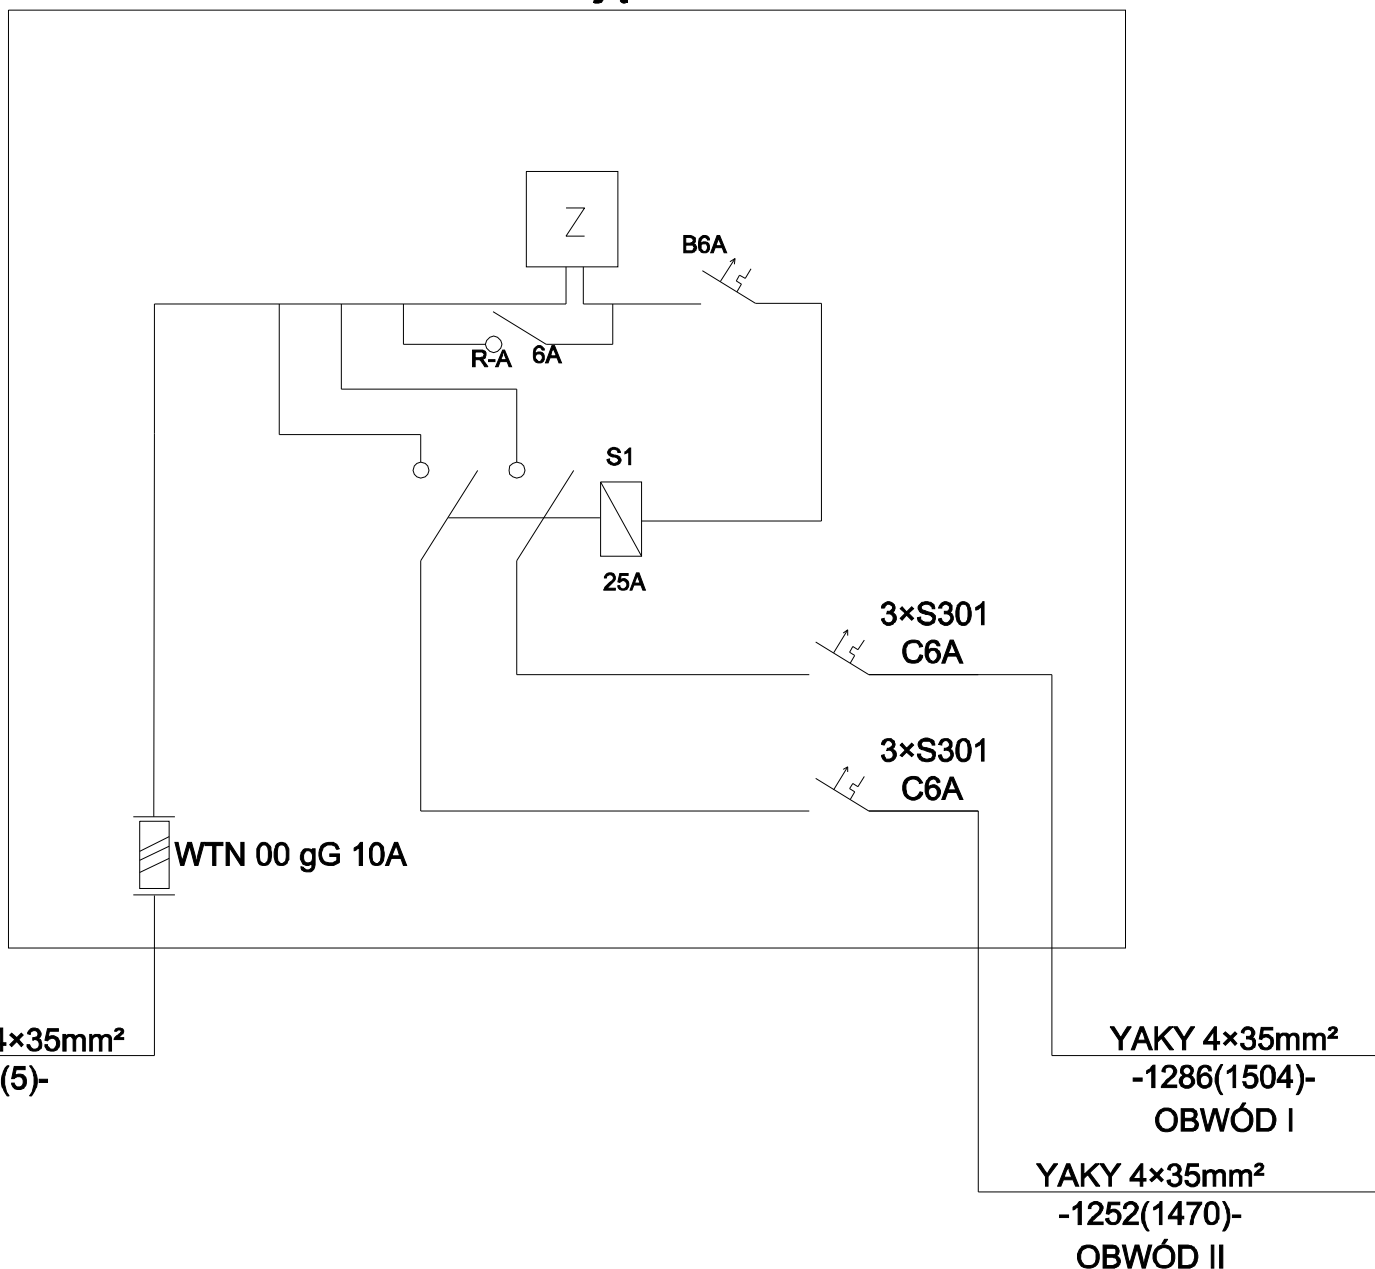 Z
B6A
R-A
6A
S1
25A
3×S301
C6A
3×S301
C6A
WTN 00 gG 10A
4×35mm²
(5)-
YAKY 4×35mm²
-1286(1504)-
OBWÓD I
YAKY 4×35mm²
-1252(1470)-
OBWÓD II